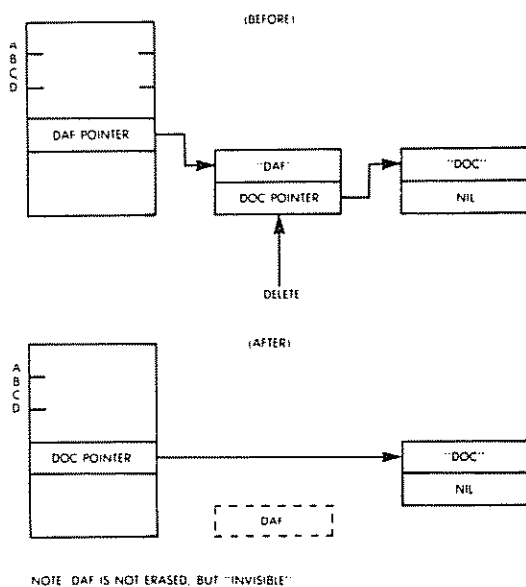 (BEFORE)
A
B
C
D
DAF POINTER
"DAF"
DOC POINTER
"DOC"
NIL
DELETE
(AFTER)
A
B
C
D
DOC POINTER
"DOC"
NIL
DAF
NOTE DAF IS NOT ERASED, BUT "INVISIBLE"